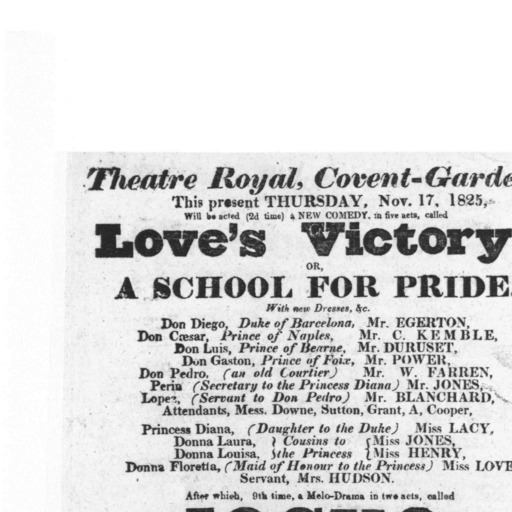 Theatre Royal, Covent-Garde
This present THURSDAY, Nov. 17, 1825,
Will be acted (2d time) a NEW COMEDY, in five acts, called
Love's Victory
OR,
A SCHOOL FOR PRIDE.
With new Dresses, &c.
Don Diego, Duke of Barcelona, Mr. EGERTON,
Don Cæsar, Prince of Naples, Mr. C. KEMBLE,
Don Luis, Prince of Bearne, Mr. DURUSET,
Don Gaston, Prince of Foix, Mr. POWER,
Don Pedro, (an old Courtier) Mr. W. FARREN,
Perin (Secretary to the Princess Diana) Mr. JONES,
Lopez, (Servant to Don Pedro) Mr. BLANCHARD,
Attendants, Mess. Downe, Sutton, Grant, A, Cooper,
Princess Diana, (Daughter to the Duke) Miss LACY,
Donna Laura, } Cousins to { Miss JONES,
Donna Louisa, } the Princess { Miss HENRY,
Donna Floretta, (Maid of Honour to the Princess) Miss LOVE
Servant, Mrs. HUDSON.
After which, 9th time, a Melo-Drama in two acts, called